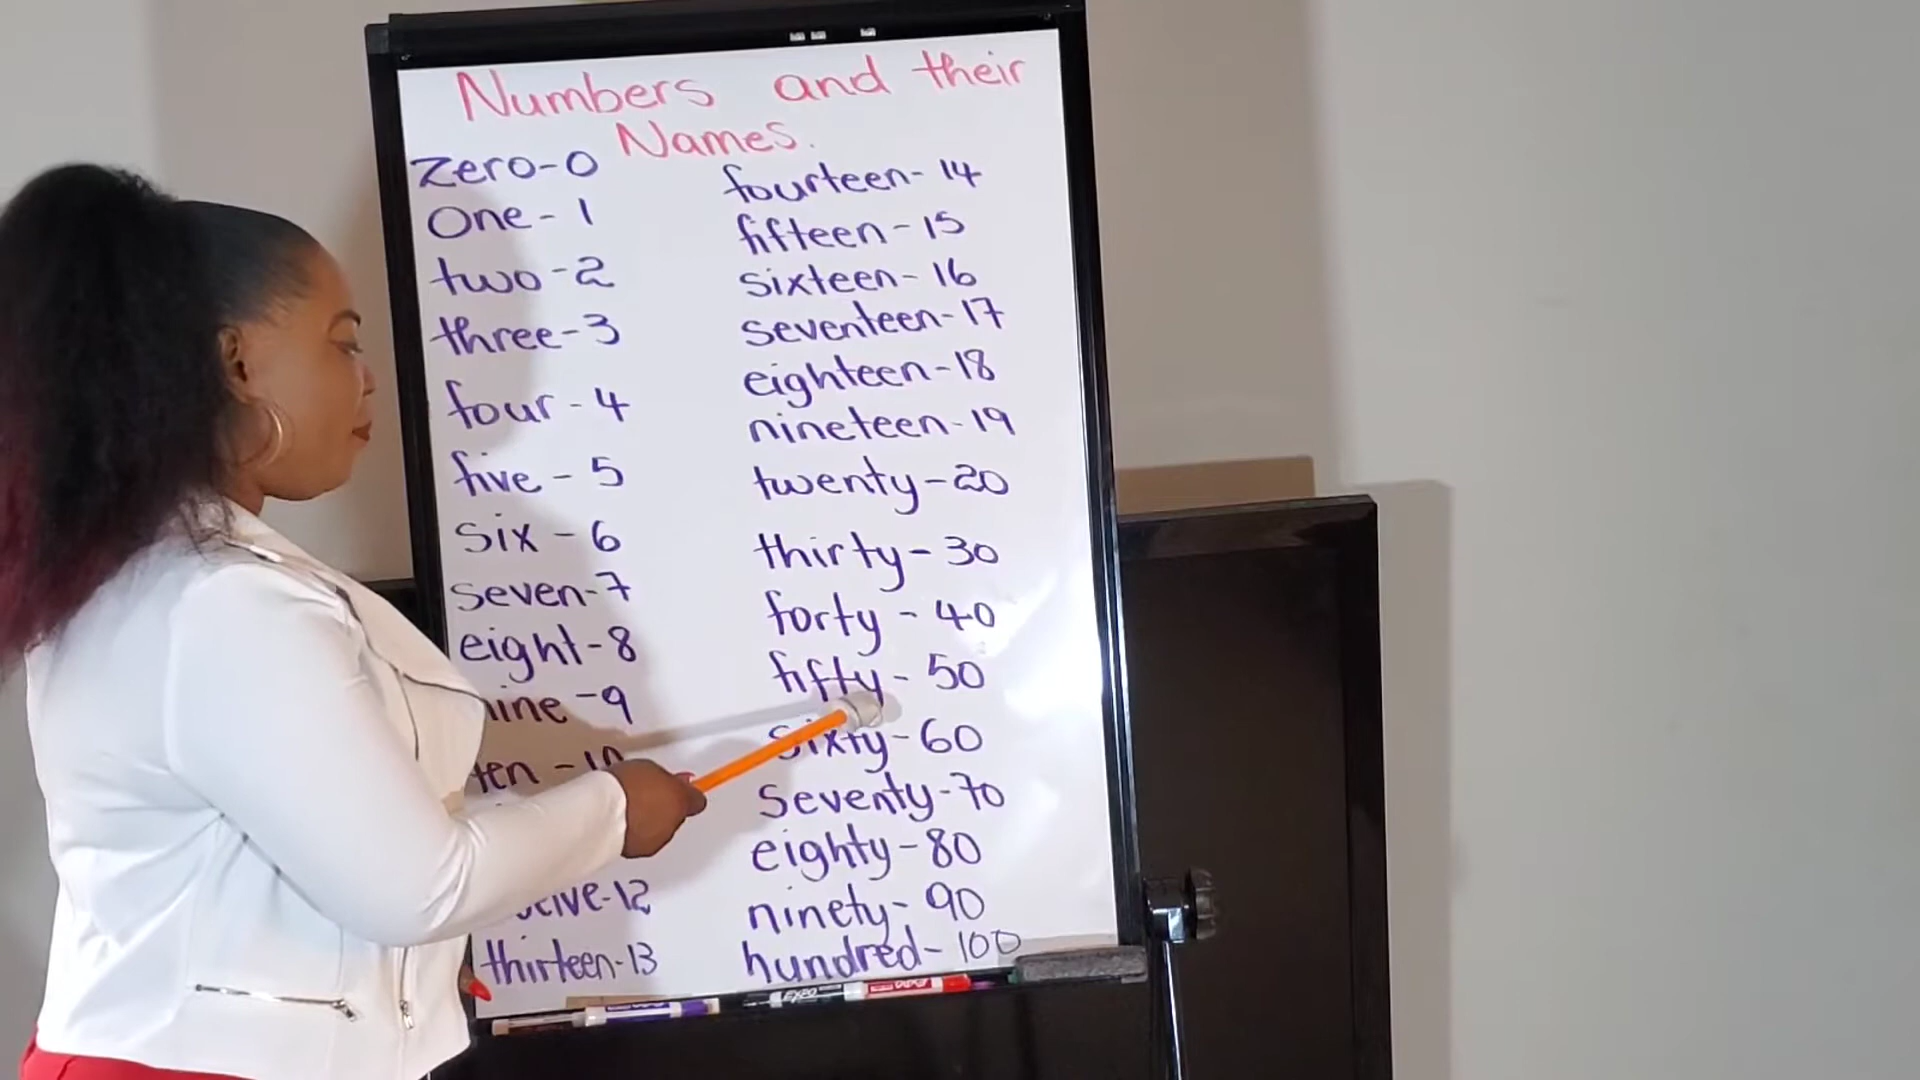 Numbers and their
Names.
Zero-0
One - 1
two - 2
three - 3
four - 4
five - 5
six - 6
seven-7
eight-8
-9
ten - 10
-12
thirteen-13
fourteen- 14
fifteen- 15
sixteen- 16
seventeen- 17
eighteen- 18
nineteen- 19
twenty- 20
thirty- 30
forty - 40
fifty- 50
sixty- 60
seventy- 70
eighty- 80
ninety- 90
hundred- 100
EXPO